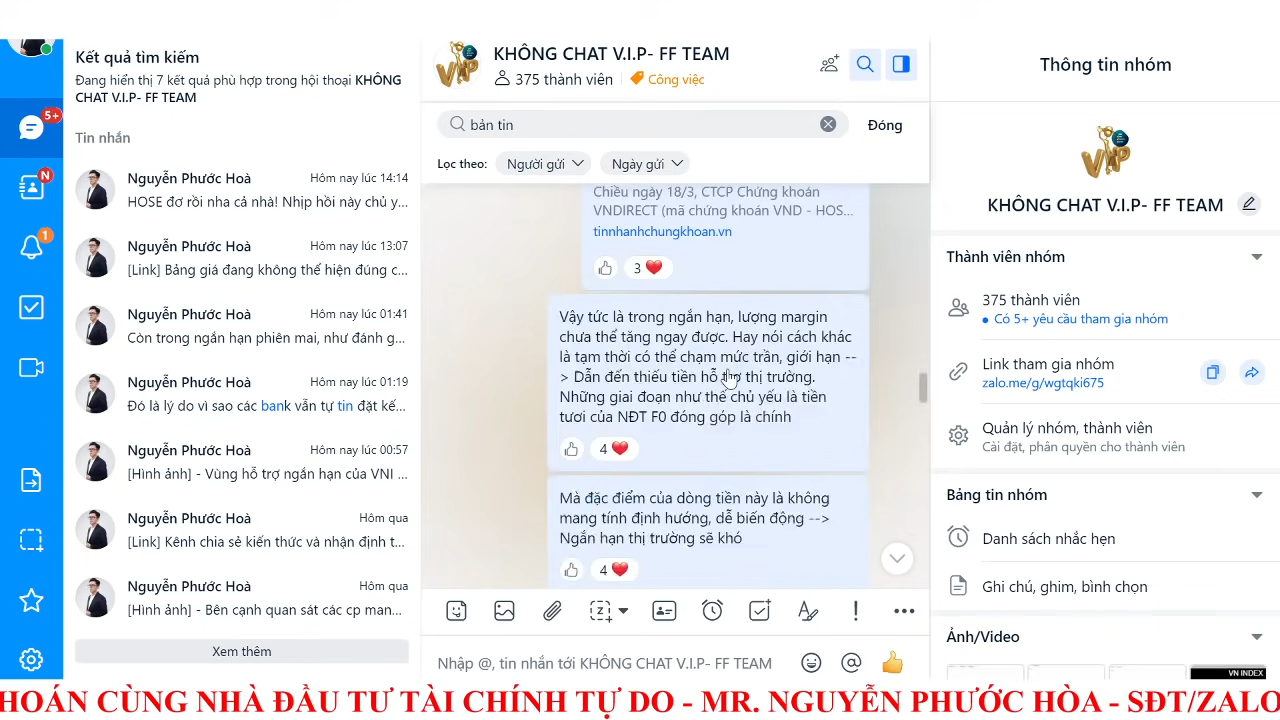 Kết quả tìm kiếm
Đang hiển thị 7 kết quả phù hợp trong hội thoại KHÔNG
CHAT V.I.P- FF TEAM
Tin nhắn
Nguyễn Phước Hoà
Hôm nay lúc 14:14
HOSE đơ rồi nha cả nhà! Nhịp hồi này chủ y...
Nguyễn Phước Hoà
Hôm nay lúc 13:07
[Link] Bảng giá đang không thể hiện đúng c...
Nguyễn Phước Hoà
Hôm nay lúc 01:41
Còn trong ngắn hạn phiên mai, như đánh g...
Nguyễn Phước Hoà
Hôm nay lúc 01:19
Đó là lý do vì sao các bank vẫn tự tin đặt kế...
Nguyễn Phước Hoà
Hôm nay lúc 00:57
[Hình ảnh] - Vùng hỗ trợ ngắn hạn của VNI ...
Nguyễn Phước Hoà
Hôm qua
[Link] Kênh chia sẻ kiến thức và nhận định t...
Nguyễn Phước Hoà
Hôm qua
[Hình ảnh] - Bên cạnh quan sát các cp man...
Xem thêm
5+
N
1
VIP
KHÔNG CHAT V.I.P- FF TEAM
375 thành viên
Công việc
bản tin
Đóng
Lọc theo:
Người gửi
Ngày gửi
Chiều ngày 18/3, CTCP Chứng khoán
VNDIRECT (mã chứng khoán VND - HOS...
tinnhanhchungkhoan.vn
3
Vậy tức là trong ngắn hạn, lượng margin
chưa thể tăng ngay được. Hay nói cách khác
là tạm thời có thể chạm mức trần, giới hạn --
> Dẫn đến thiếu tiền hỗ trợ thị trường.
Những giai đoạn như thế chủ yếu là tiền
tươi của NĐT F0 đóng góp là chính
4
Mà đặc điểm của dòng tiền này là không
mang tính định hướng, dễ biến động -->
Ngắn hạn thị trường sẽ khó
4
Nhập @, tin nhắn tới KHÔNG CHAT V.I.P- FF TEAM
Thông tin nhóm
VIP
KHÔNG CHAT V.I.P- FF TEAM
Thành viên nhóm
375 thành viên
Có 5+ yêu cầu tham gia nhóm
Link tham gia nhóm
zalo.me/g/wgtqki675
Quản lý nhóm, thành viên
Cài đặt, phân quyền cho thành viên
Bảng tin nhóm
Danh sách nhắc hẹn
Ghi chú, ghim, bình chọn
Ảnh/Video
VN INDEX
HOÁN CÙNG NHÀ ĐẦU TƯ TÀI CHÍNH TỰ DO - MR. NGUYỄN PHƯỚC HÒA - SĐT/ZALO